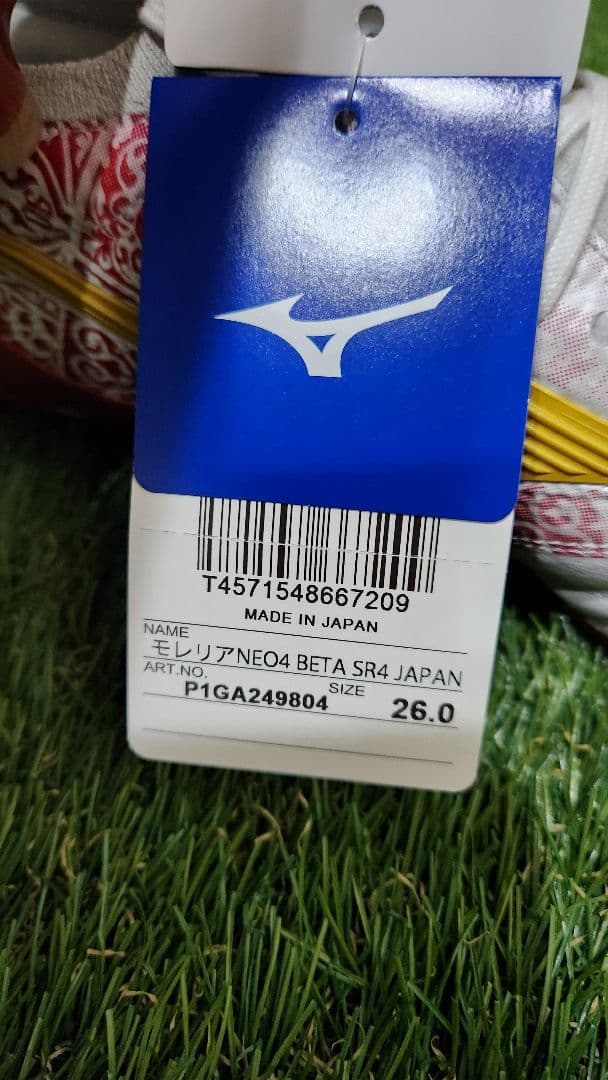 T4571548667209
MADE IN JAPAN
NAME
モレリアNEO4 BETA SR4 JAPAN
ART.NO.
P1GA249804
SIZE
26.0